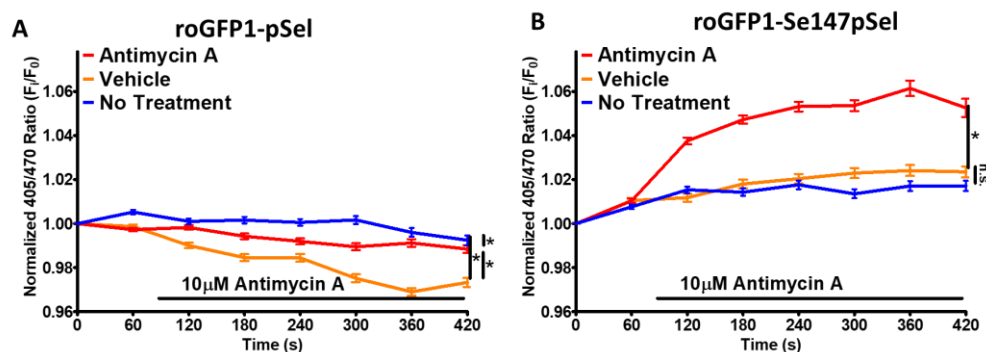 A
roGFP1-pSel
Normalized 405/470 Ratio (Fi/F0)
Antimycin A
Vehicle
No Treatment
1.06
1.04
1.02
1.00
0.98
0.96
*
*
*
10µM Antimycin A
0 60 120 180 240 300 360 420
Time (s)
B
roGFP1-Se147pSel
Normalized 405/470 Ratio (Fi/F0)
Antimycin A
Vehicle
No Treatment
1.06
1.04
1.02
1.00
0.98
0.96
*
n.s.
10µM Antimycin A
0 60 120 180 240 300 360 420
Time (s)